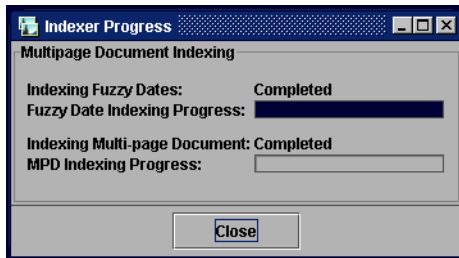 Indexer Progress
Multipage Document Indexing
Indexing Fuzzy Dates: Completed
Fuzzy Date Indexing Progress:
Indexing Multi-page Document: Completed
MPD Indexing Progress:
Close